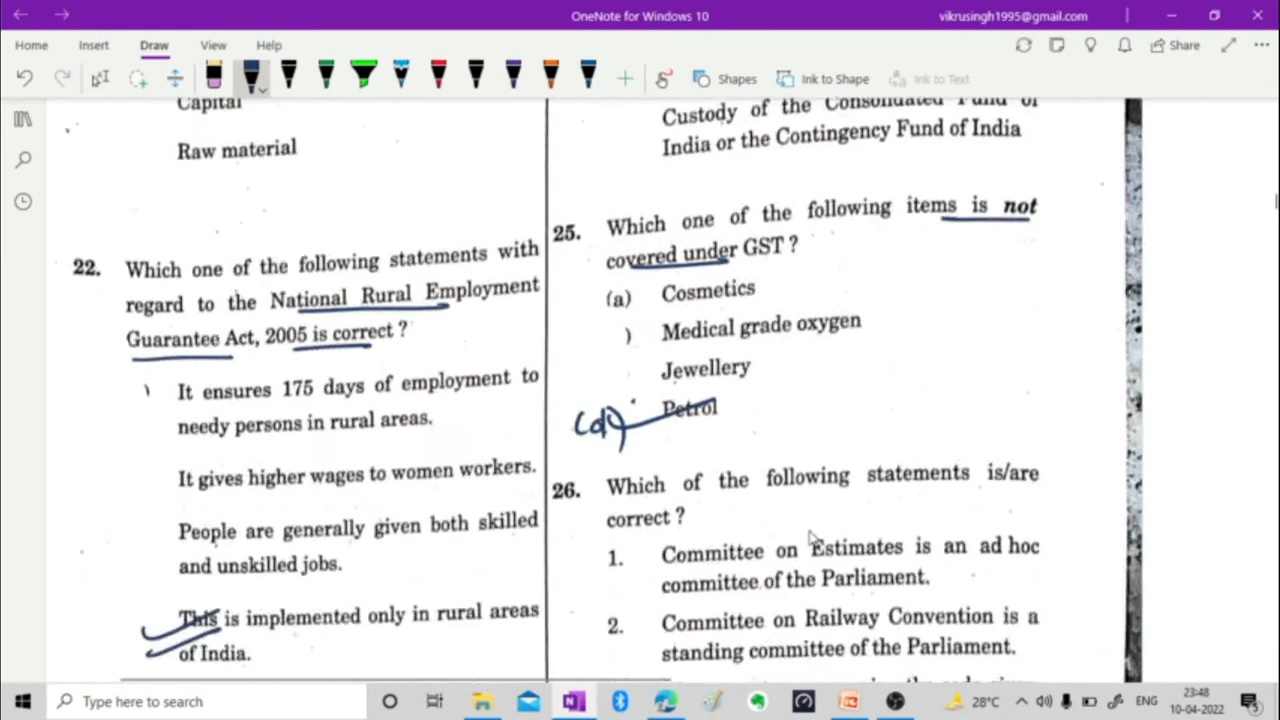 OneNote for Windows 10
vikrusingh1995@gmail.com
Home Insert Draw View Help
Share
Shapes Ink to Shape Ink to Text
Capital
Raw material
22. Which one of the following statements with
regard to the National Rural Employment
Guarantee Act, 2005 is correct ?
) It ensures 175 days of employment to
needy persons in rural areas.
It gives higher wages to women workers.
People are generally given both skilled
and unskilled jobs.
This is implemented only in rural areas
of India.
Custody of the Consolidated Fund of
India or the Contingency Fund of India
25. Which one of the following items is not
covered under GST ?
(a) Cosmetics
) Medical grade oxygen
Jewellery
(d) Petrol
26. Which of the following statements is/are
correct ?
1. Committee on Estimates is an ad hoc
committee of the Parliament.
2. Committee on Railway Convention is a
standing committee of the Parliament.
Type here to search
28°C
ENG
23:48
10-04-2022